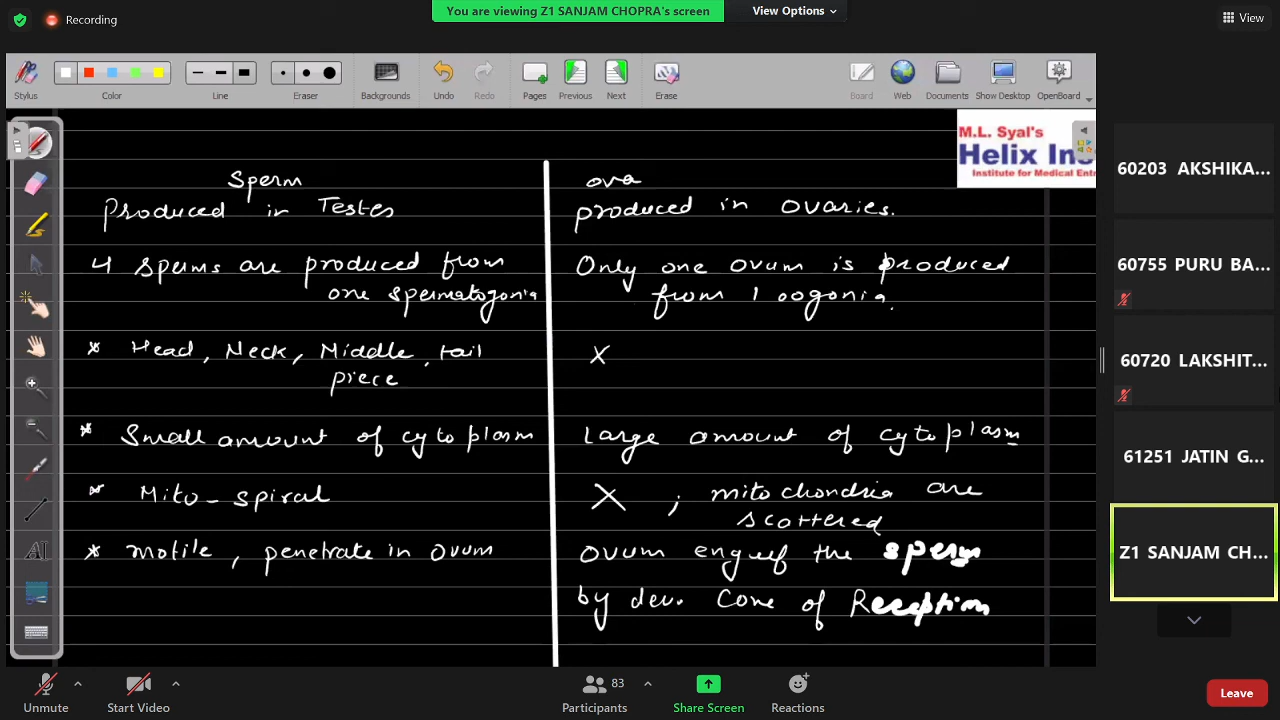 Recording
You are viewing Z1 SANJAM CHOPRA's screen
View Options
View
Stylus
Color
Line
Eraser
Backgrounds
Undo
Redo
Pages
Previous
Next
Erase
Board
Web
Documents
Show Desktop
OpenBoard
M.L. Syal's
Helix Ins
Institute for Medical Entr
Sperm
Produced in Testes
4 sperms are produced from
one spermatogonia
* Head, Neck, Middle, tail
piece
* Small amount of cytoplasm
* Mito - spiral
* Motile, penetrate in ovum
ova
produced in ovaries.
Only one ovum is produced
from 1 oogonia.
X
Large amount of cytoplasm
X ; mitochondria are
scattered
Ovum engulf the sperm
by dev. Cone of Reception
60203 AKSHIKA...
60755 PURU BA...
60720 LAKSHIT...
61251 JATIN G...
Z1 SANJAM CH...
Unmute
Start Video
83
Participants
Share Screen
Reactions
Leave